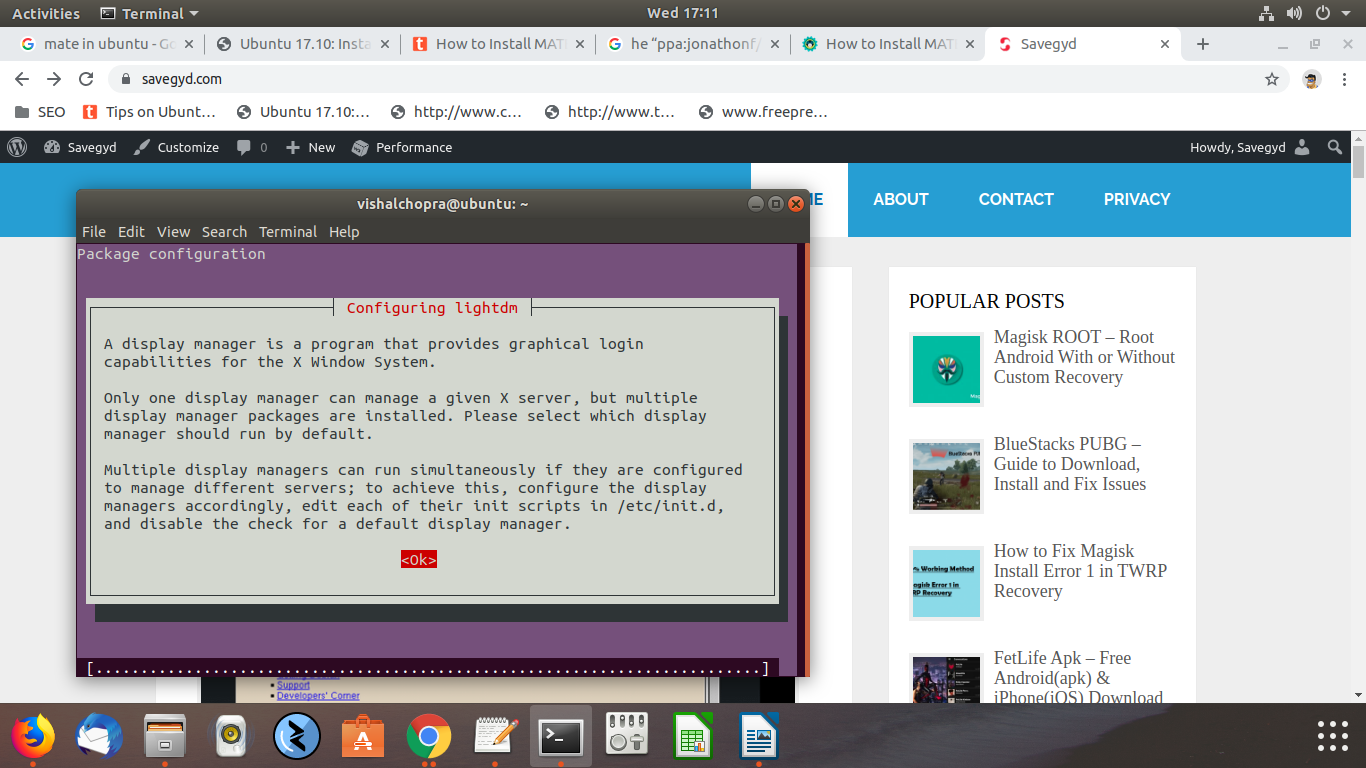 Activities
Terminal
Wed 17:11
mate in ubuntu - Go
Ubuntu 17.10: Insta
How to Install MAT
he “ppa:jonathonf/
How to Install MAT
Savegyd
savegyd.com
SEO
Tips on Ubunt…
Ubuntu 17.10:…
http://www.c…
http://www.t…
www.freepre…
Savegyd
Customize
0
New
Performance
Howdy, Savegyd
ABOUT
CONTACT
PRIVACY
vishalchopra@ubuntu: ~
File Edit View Search Terminal Help
Package configuration
Configuring lightdm
A display manager is a program that provides graphical login
capabilities for the X Window System.
Only one display manager can manage a given X server, but multiple
display manager packages are installed. Please select which display
manager should run by default.
Multiple display managers can run simultaneously if they are configured
to manage different servers; to achieve this, configure the display
managers accordingly, edit each of their init scripts in /etc/init.d,
and disable the check for a default display manager.
<Ok>
[..........................................................................]
Support
Developers' Corner
POPULAR POSTS
Magisk ROOT – Root
Android With or Without
Custom Recovery
BlueStacks PUBG –
Guide to Download,
Install and Fix Issues
How to Fix Magisk
Install Error 1 in TWRP
Recovery
FetLife Apk – Free
Android(apk) &
iPhone(iOS) Download